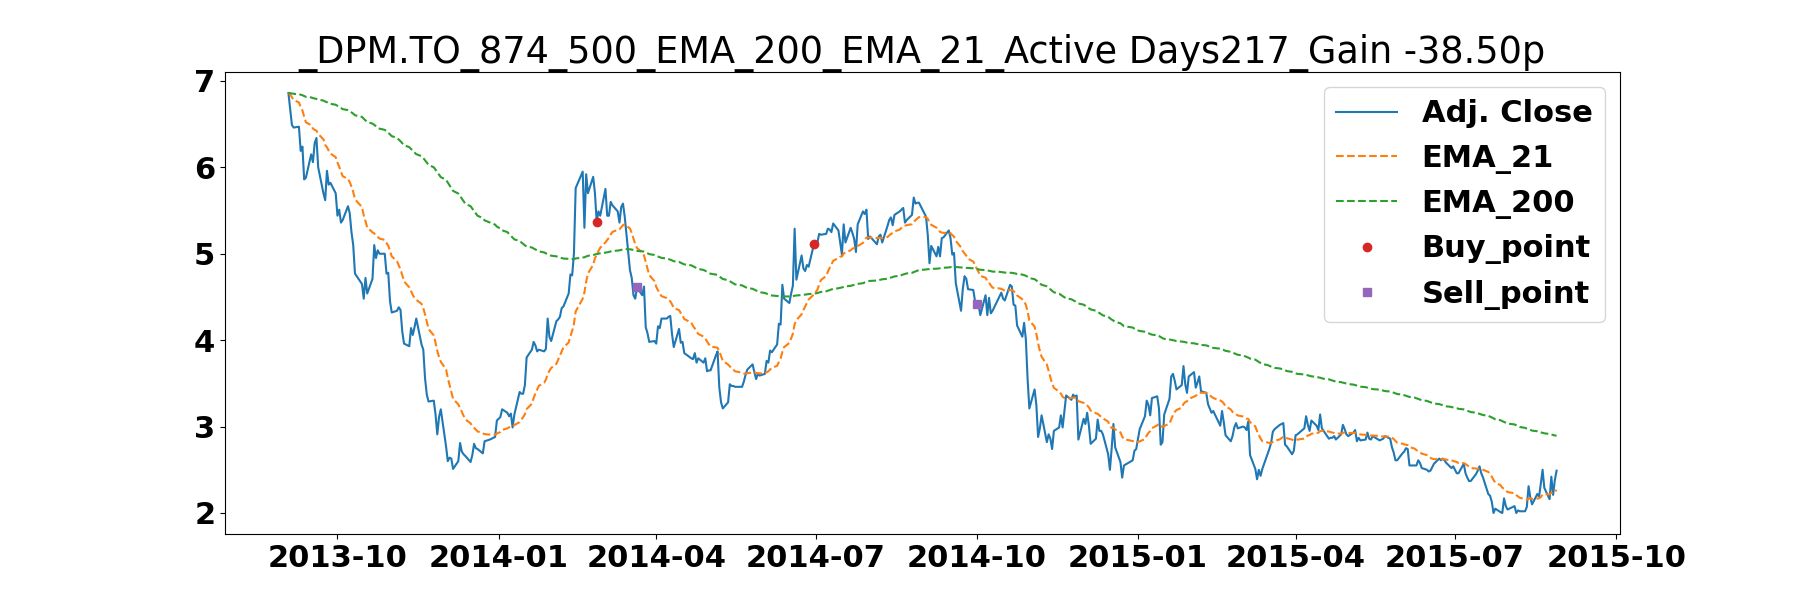 _DPM.TO_874_500_EMA_200_EMA_21_Active Days217_Gain -38.50p
7
6
5
4
3
2
Adj. Close
EMA_21
EMA_200
Buy_point
Sell_point
2013-10 2014-01 2014-04 2014-07 2014-10 2015-01 2015-04 2015-07 2015-10